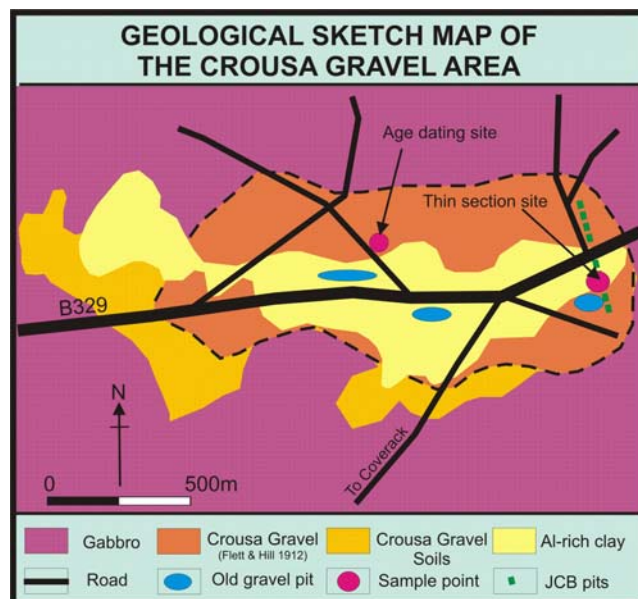 GEOLOGICAL SKETCH MAP OF
THE CROUSA GRAVEL AREA
Age dating site
Thin section site
B329
N
To Coverack
0 500m
Gabbro
Crousa Gravel
(Flett & Hill 1912)
Crousa Gravel
Soils
Al-rich clay
Road
Old gravel pit
Sample point
JCB pits